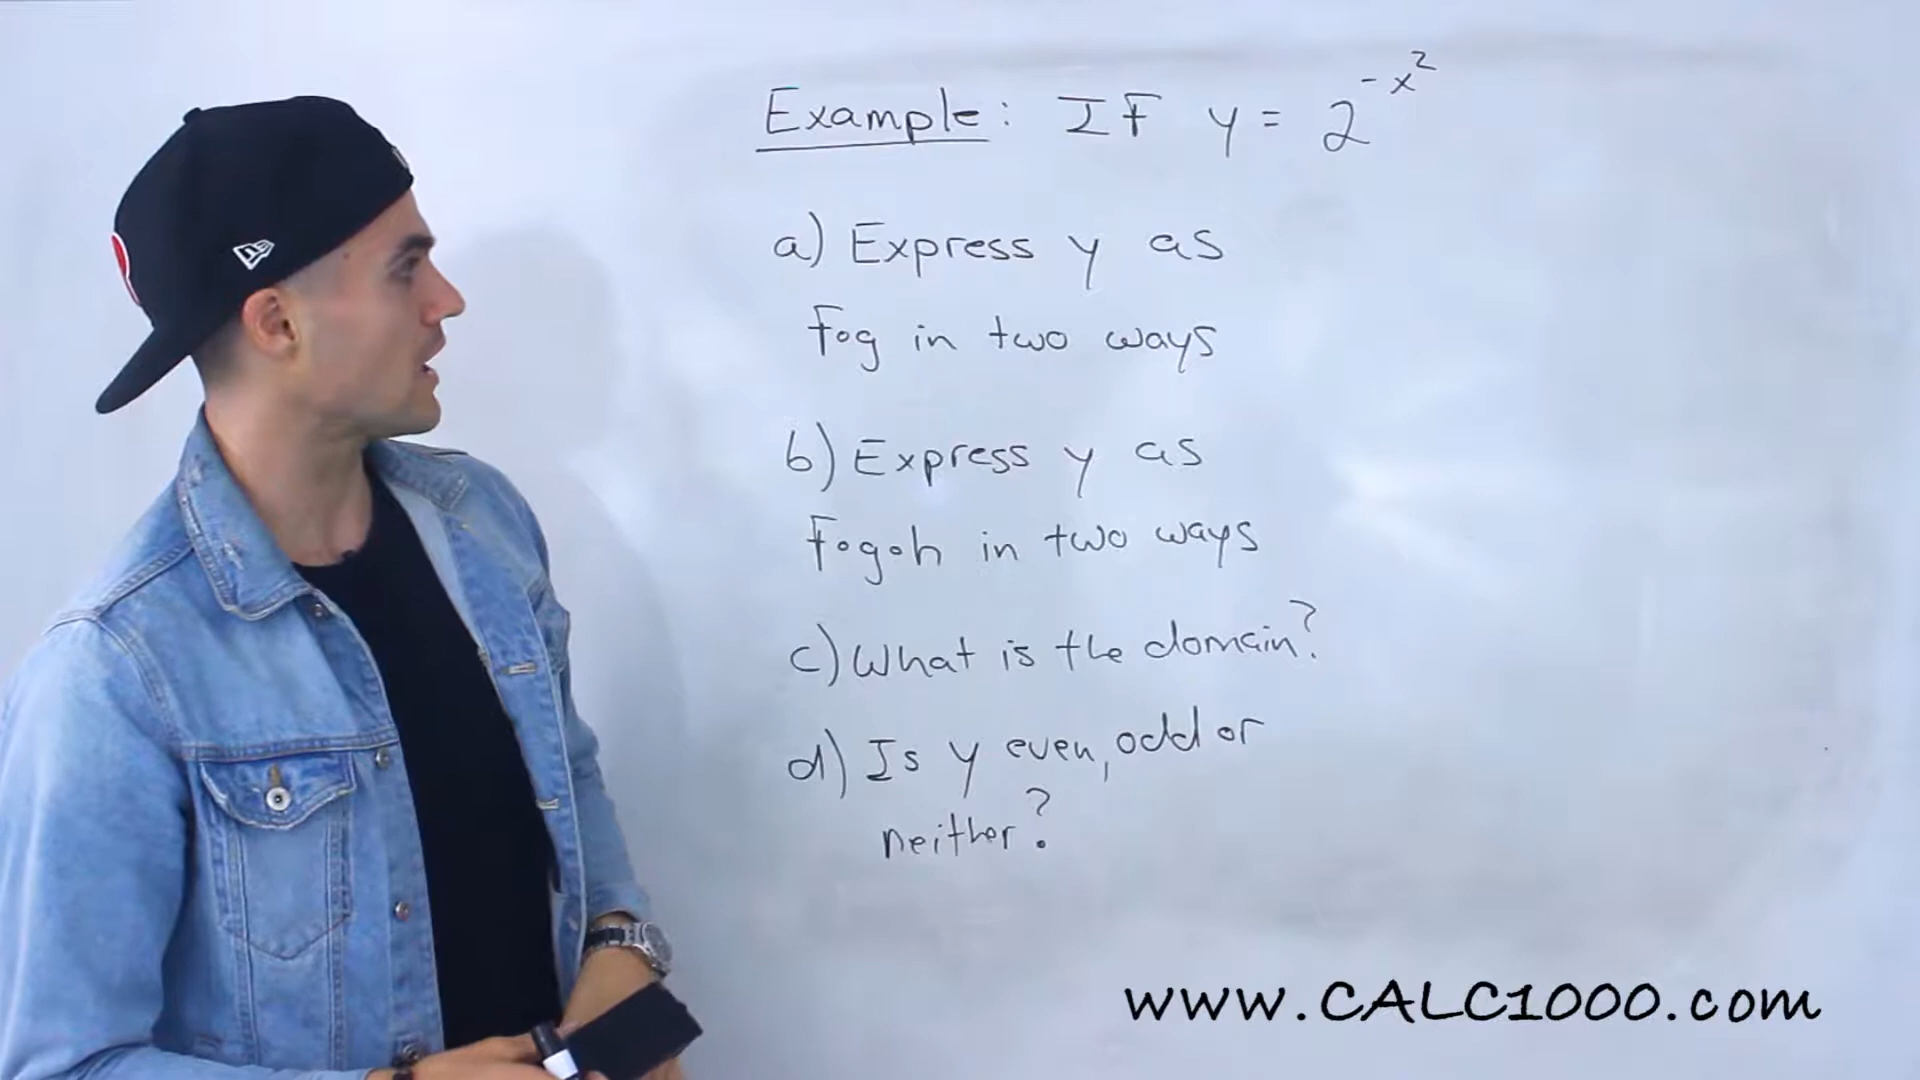 Example: IF y = 2^{-x^2}
a) Express y as
fog in two ways
b) Express y as
fogoh in two ways
c) What is the domain?
d) Is y even, odd or
neither?
www.CALC1000.com